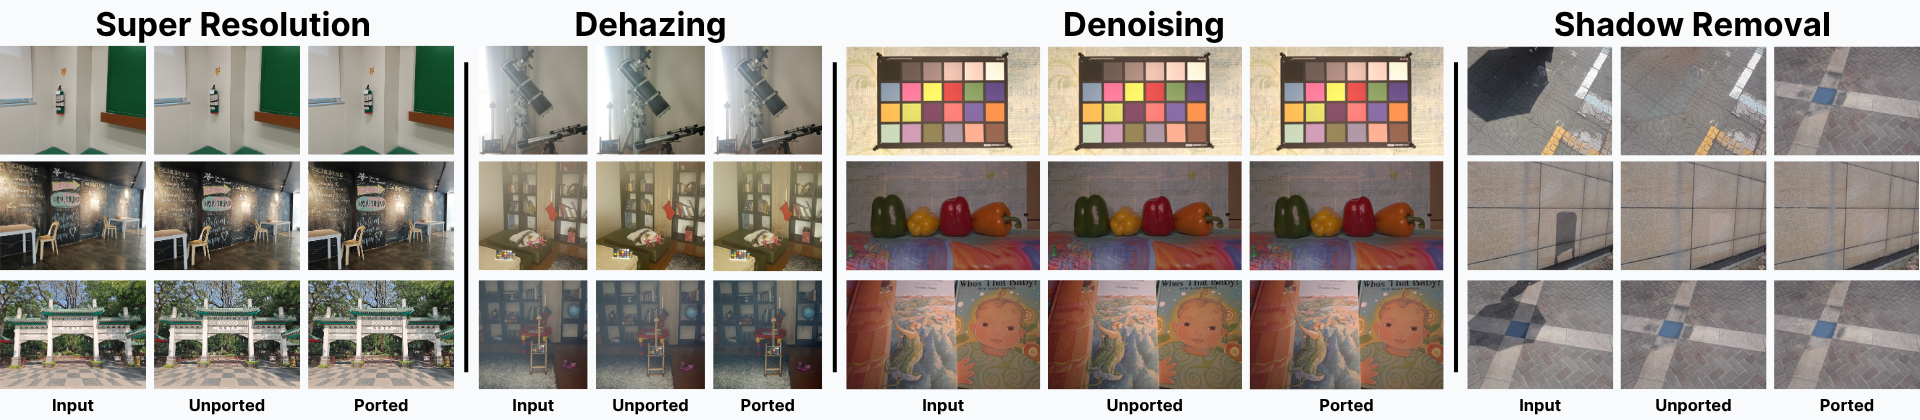 Super Resolution
Dehazing
Denoising
Shadow Removal
WHO'S THAT BABY?
Input
Unported
Ported
Input
Unported
Ported
Input
Unported
Ported
Input
Unported
Ported